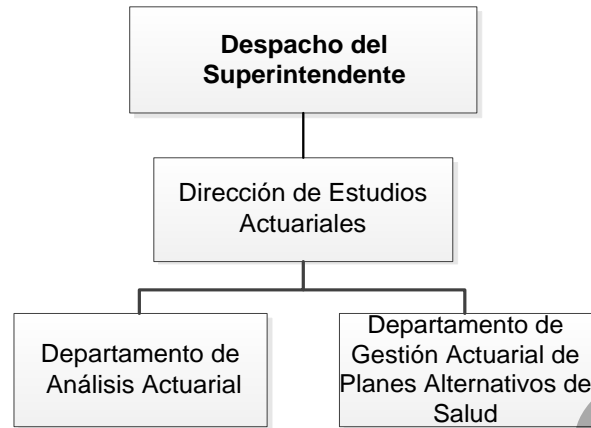 Despacho del
Superintendente
Dirección de Estudios
Actuariales
Departamento de
Análisis Actuarial
Departamento de
Gestión Actuarial de
Planes Alternativos de
Salud